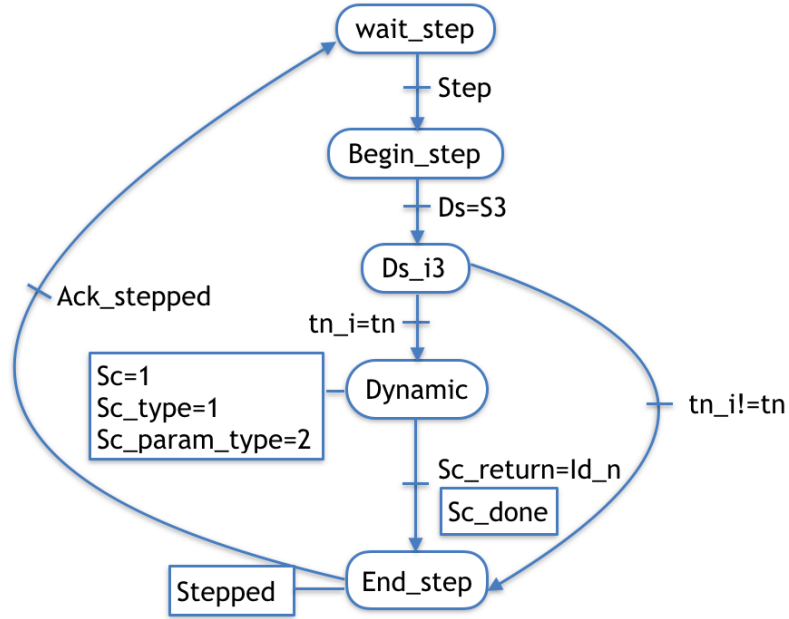 wait_step
Step
Begin_step
Ds=S3
Ds_i3
Ack_stepped
tn_i=tn
Sc=1
Sc_type=1
Sc_param_type=2
Dynamic
tn_i!=tn
Sc_return=Id_n
Sc_done
End_step
Stepped